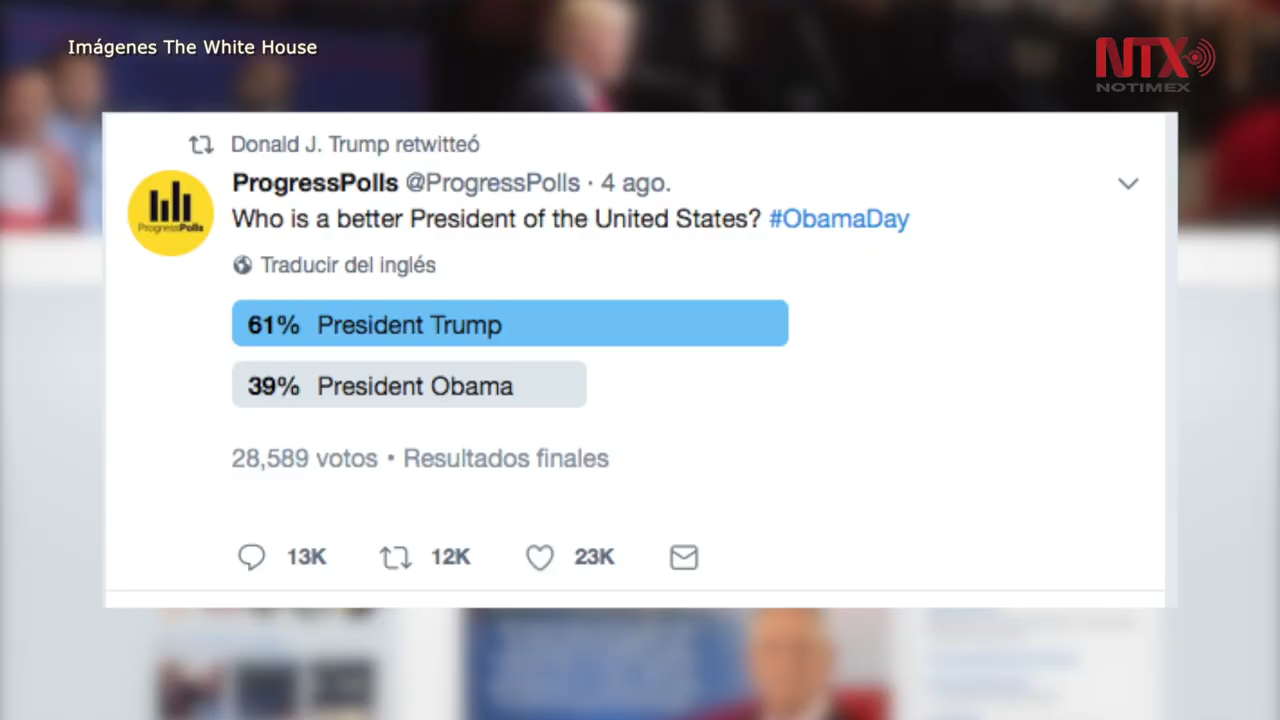 Imágenes The White House
NTX
NOTIMEX
Donald J. Trump retwitteó
ProgressPolls @ProgressPolls · 4 ago.
Who is a better President of the United States? #ObamaDay
ProgressPolls
Traducir del inglés
61% President Trump
39% President Obama
28,589 votos • Resultados finales
13K 12K 23K